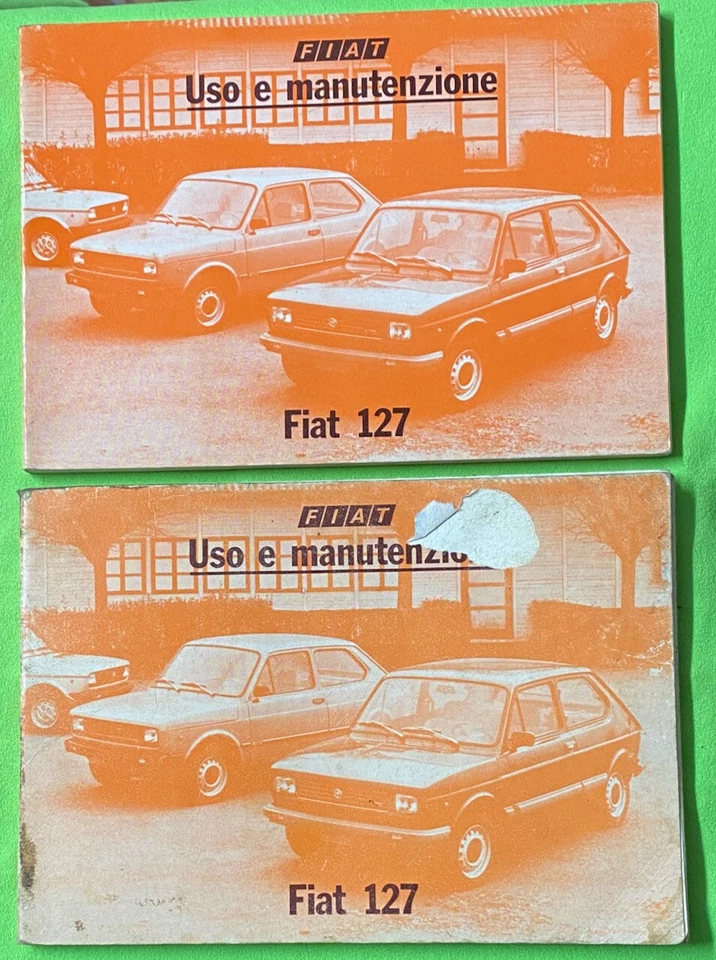 FIAT
Uso e manutenzione
Fiat 127
FIAT
Uso e manutenzio
Fiat 127